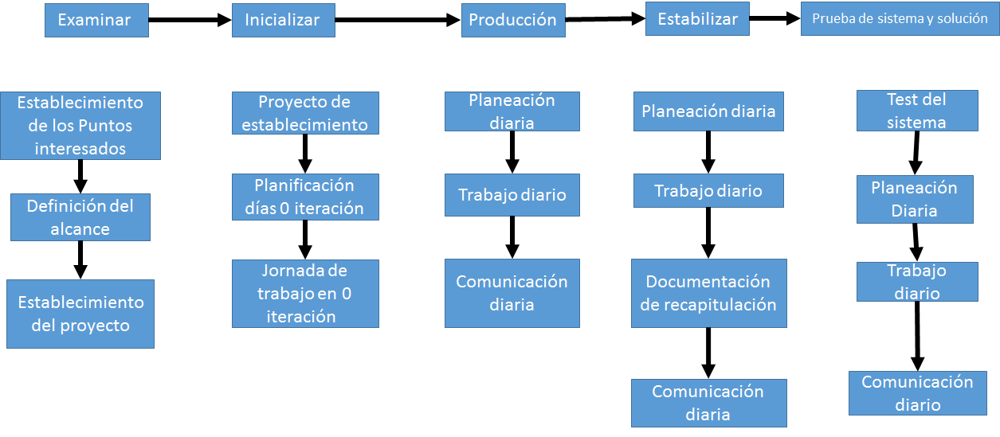 Examinar
Inicializar
Producción
Estabilizar
Prueba de sistema y solución
Establecimiento
de los Puntos
interesados
Definición del
alcance
Establecimiento
del proyecto
Proyecto de
establecimiento
Planificación
días 0 iteración
Jornada de
trabajo en 0
iteración
Planeación
diaria
Trabajo diario
Comunicación
diaria
Planeación diaria
Trabajo diario
Documentación
de recapitulación
Comunicación
diaria
Test del
sistema
Planeación
Diaria
Trabajo
diario
Comunicación
diario